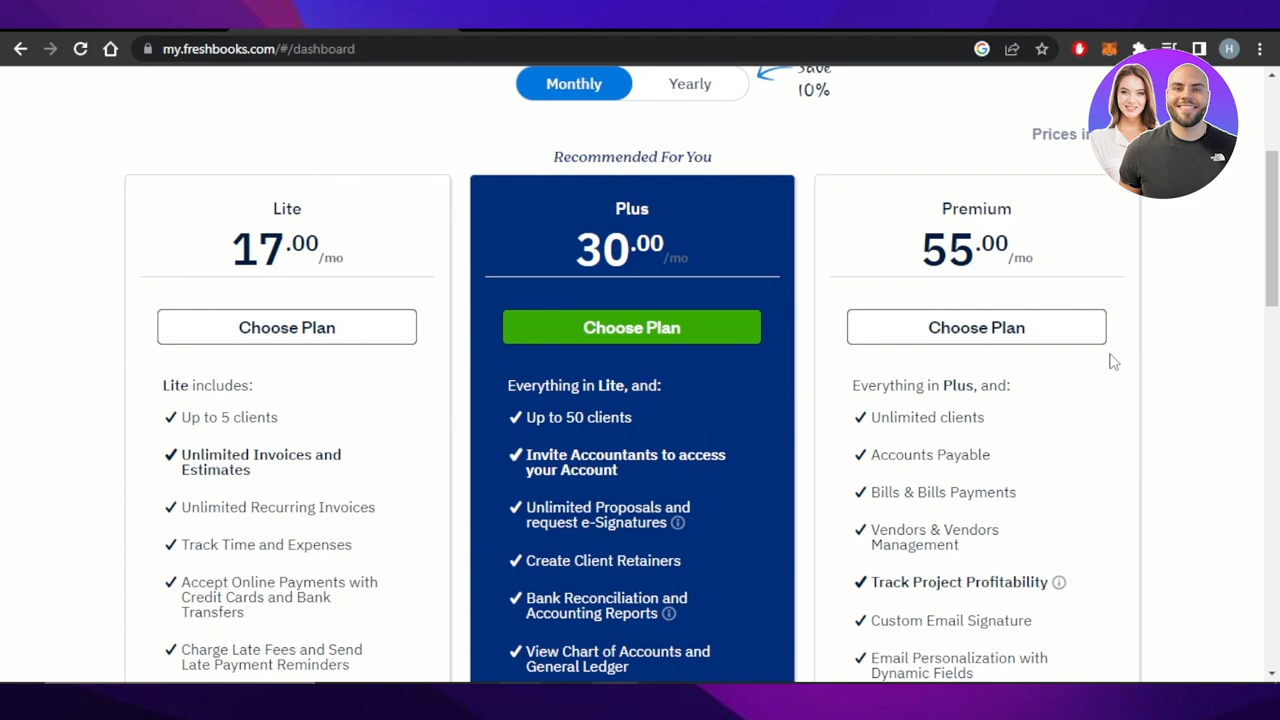 my.freshbooks.com/#/dashboard
H
Monthly
Yearly
Save
10%
Prices in
Recommended For You
Lite
17.00/mo
Choose Plan
Lite includes:
Up to 5 clients
Unlimited Invoices and
Estimates
Unlimited Recurring Invoices
Track Time and Expenses
Accept Online Payments with
Credit Cards and Bank
Transfers
Charge Late Fees and Send
Late Payment Reminders
Plus
30.00/mo
Choose Plan
Everything in Lite, and:
Up to 50 clients
Invite Accountants to access
your Account
Unlimited Proposals and
request e-Signatures
Create Client Retainers
Bank Reconciliation and
Accounting Reports
View Chart of Accounts and
General Ledger
Premium
55.00/mo
Choose Plan
Everything in Plus, and:
Unlimited clients
Accounts Payable
Bills & Bills Payments
Vendors & Vendors
Management
Track Project Profitability
Custom Email Signature
Email Personalization with
Dynamic Fields